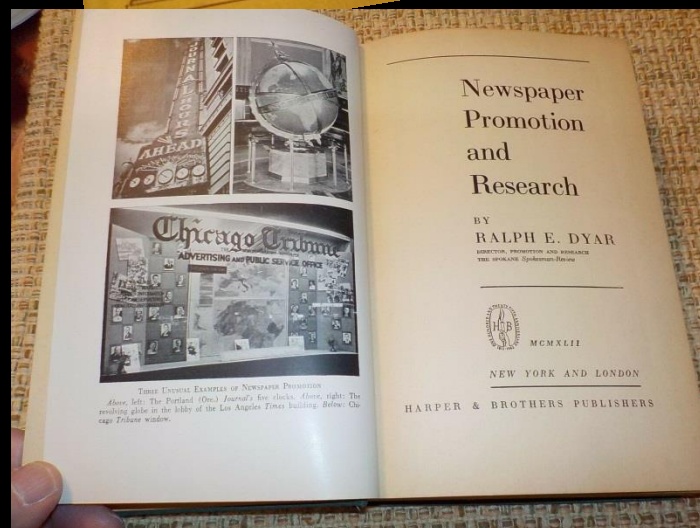 JOURNAL HOURS
AHEAD
Chicago Tribune
ADVERTISING AND PUBLIC SERVICE OFFICE
THREE UNUSUAL EXAMPLES OF NEWSPAPER PROMOTION
Above, left: The Portland (Ore.) Journal's five clocks. Above, right: The
revolving globe in the lobby of the Los Angeles Times building. Below: Chi-
cago Tribune window.
Newspaper
Promotion
and
Research
BY
RALPH E. DYAR
DIRECTOR, PROMOTION AND RESEARCH
THE SPOKANE Spokesman-Review
H B
MCMXLII
NEW YORK AND LONDON
HARPER & BROTHERS PUBLISHERS